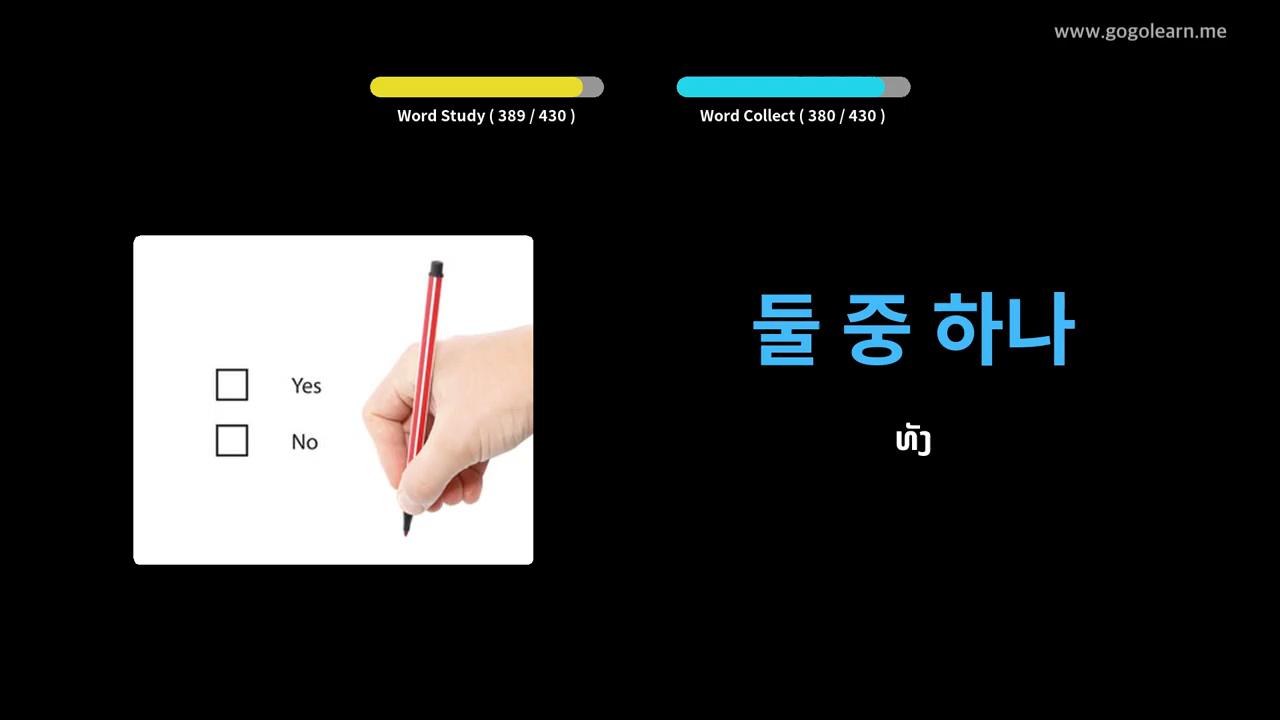 www.gogolearn.me
Word Study ( 389 / 430 )
Word Collect ( 380 / 430 )
둘 중 하나
ທັງ
Yes
No